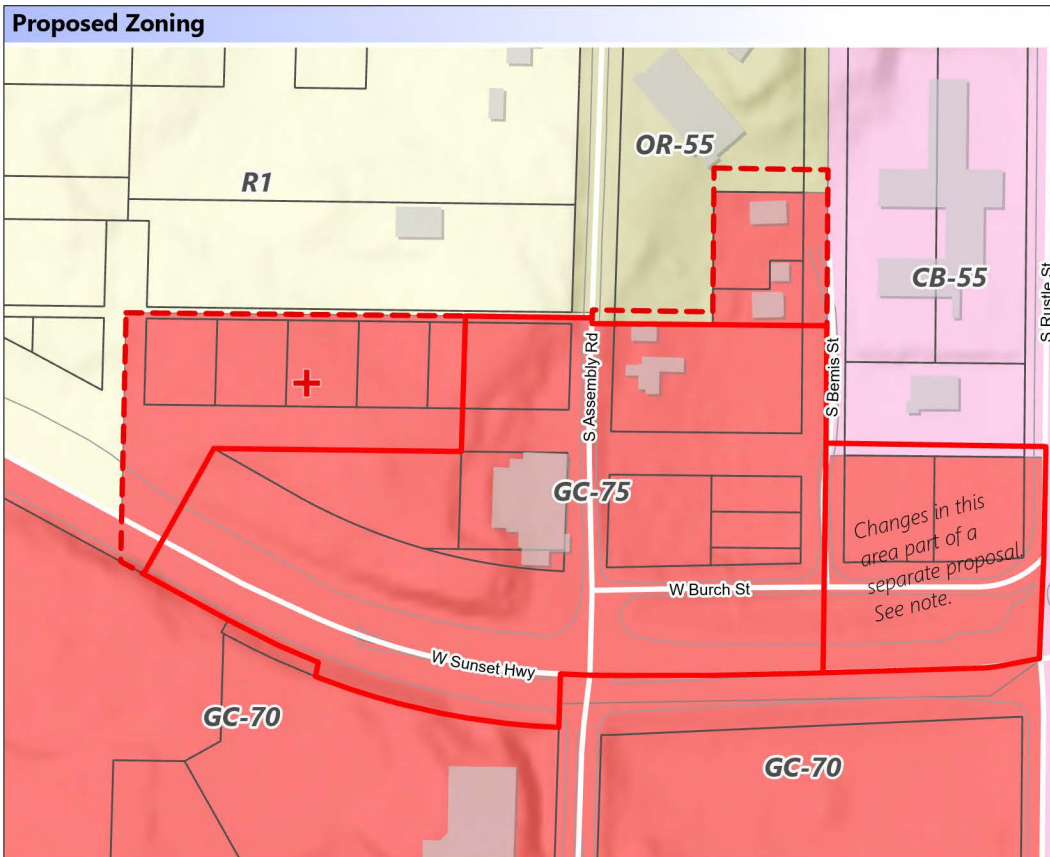 Proposed Zoning
OR-55
R1
CB-55
S Rustle St
S Assembly Rd
S Bemis St
GC-75
Changes in this
area part of a
separate proposal.
See note.
W Burch St
W Sunset Hwy
GC-70
GC-70